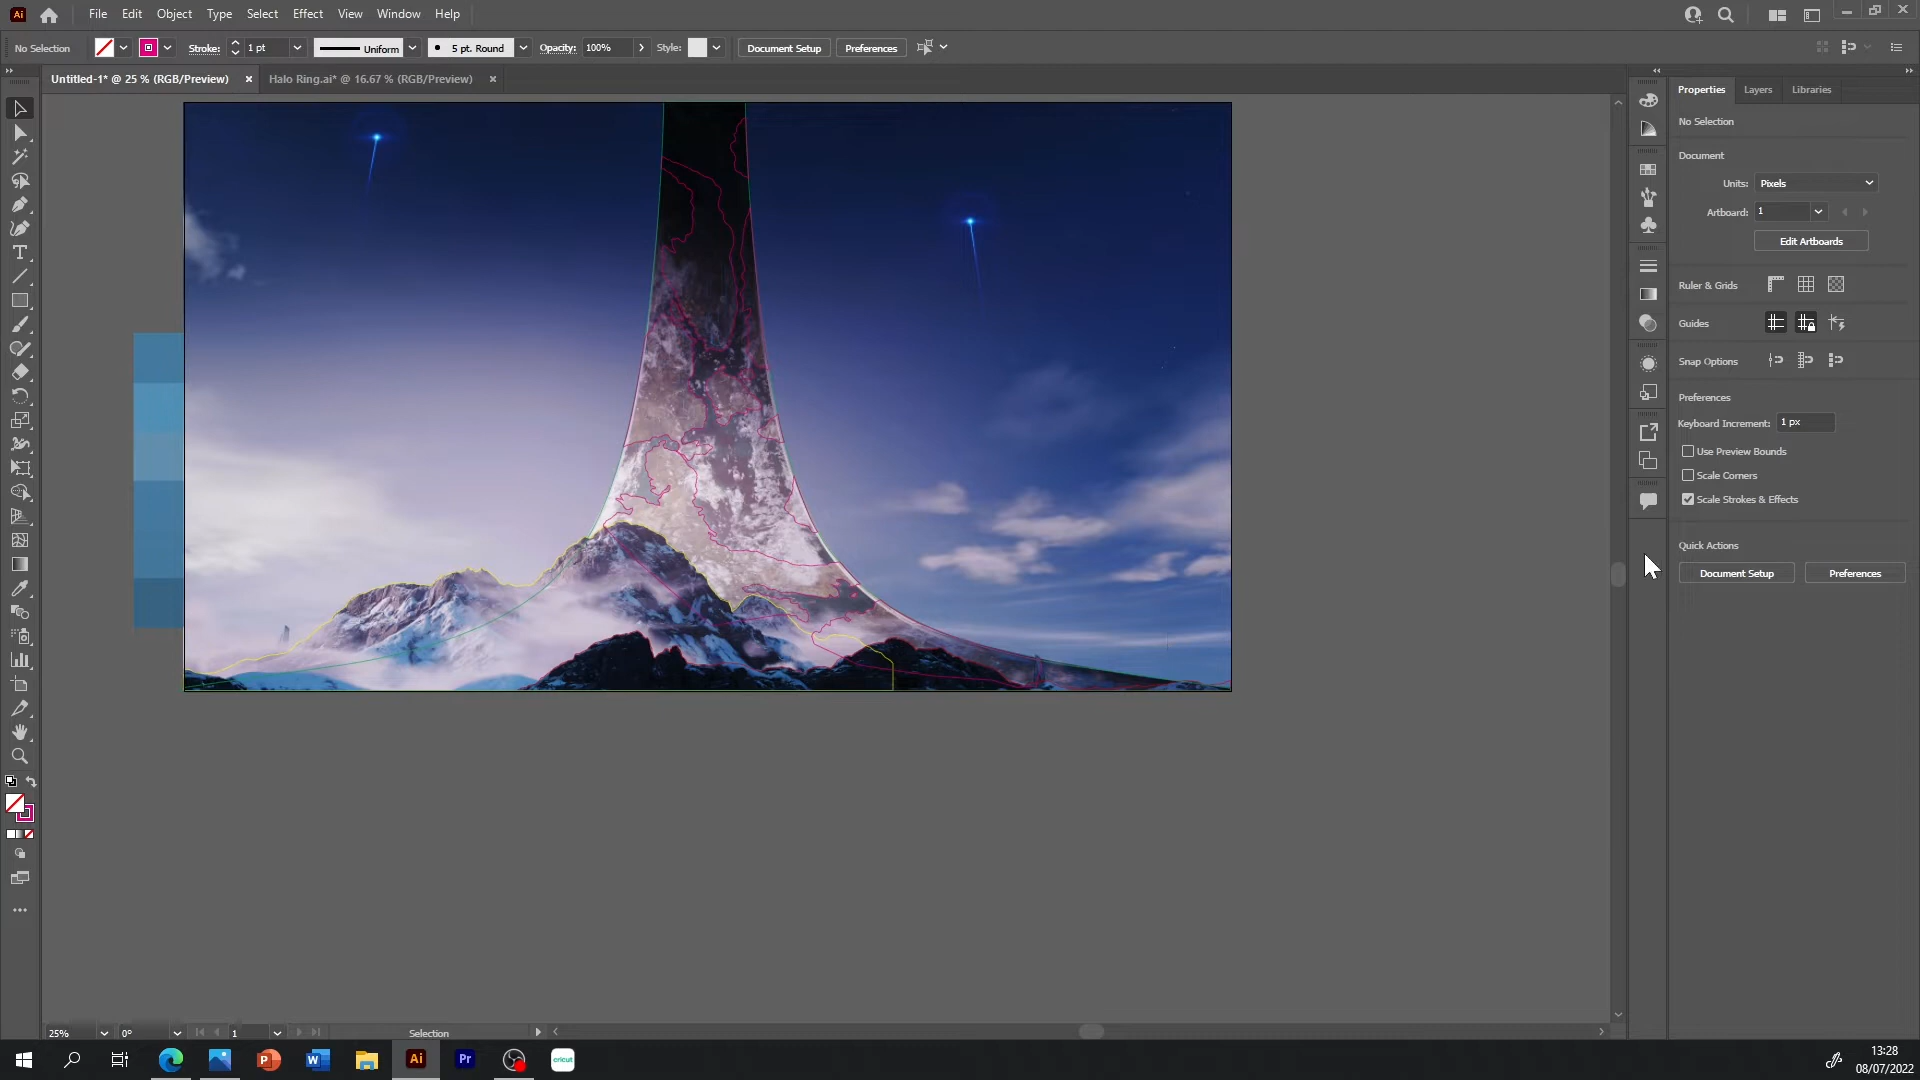 Ai File Edit Object Type Select Effect View Window Help
No Selection Stroke: 1 pt Uniform 5 pt. Round Opacity: 100% Style: Document Setup Preferences
Untitled-1* @ 25 % (RGB/Preview) × Halo Ring.ai* @ 16.67 % (RGB/Preview) ×
Properties Layers Libraries
No Selection
Document
Units: Pixels
Artboard: 1
Edit Artboards
Ruler & Grids
Guides
Snap Options
Preferences
Keyboard Increment: 1 px
Use Preview Bounds
Scale Corners
Scale Strokes & Effects
Quick Actions
Document Setup Preferences
25% 0° 1 Selection
P W Ai Pr cricut
13:28
08/07/2022